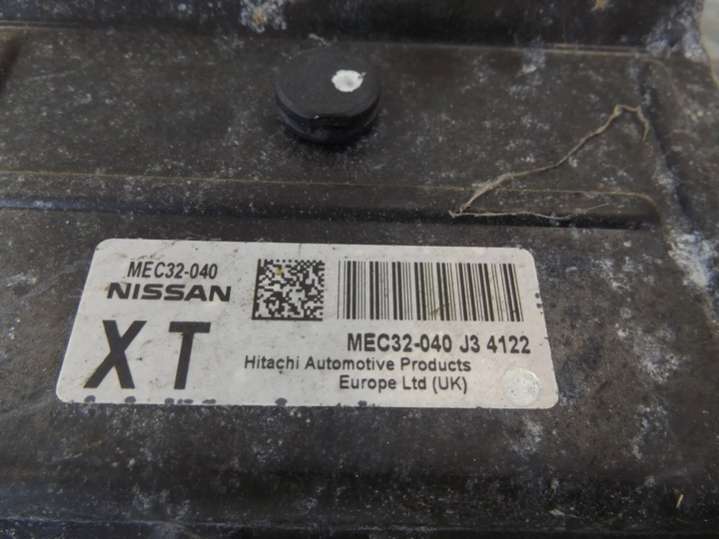 MEC32-040
NISSAN
XT
MEC32-040 J3 4122
Hitachi Automotive Products
Europe Ltd (UK)